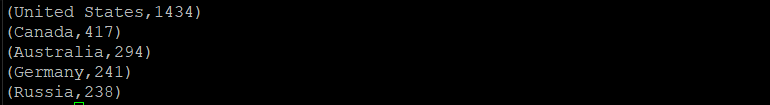 (United States,1434)
(Canada,417)
(Australia,294)
(Germany,241)
(Russia,238)